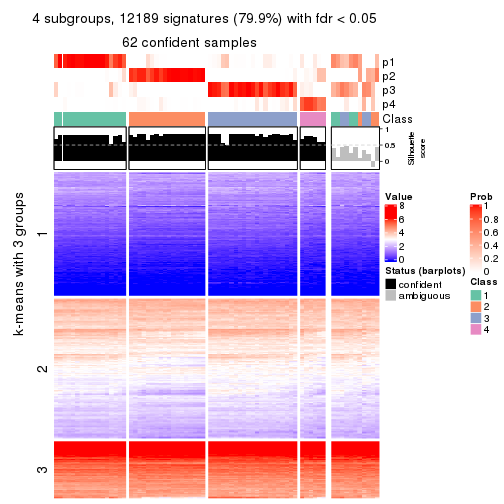 4 subgroups, 12189 signatures (79.9%) with fdr < 0.05
62 confident samples
p1
p2
p3
p4
Class
1
0.5
0
Silhouette
score
k-means with 3 groups
1
2
3
Value
8
6
4
2
0
Status (barplots)
confident
ambiguous
Prob
1
0.8
0.6
0.4
0.2
0
Class
1
2
3
4